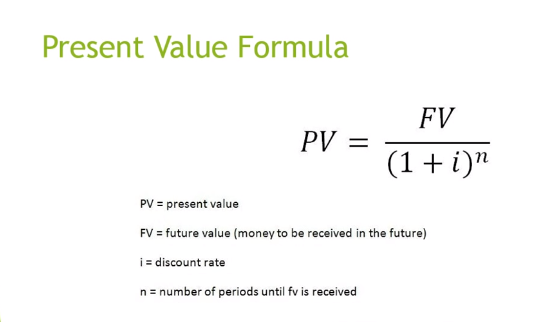 Present Value Formula
PV = FV / (1 + i)^n
PV = present value
FV = future value (money to be received in the future)
i = discount rate
n = number of periods until fv is received